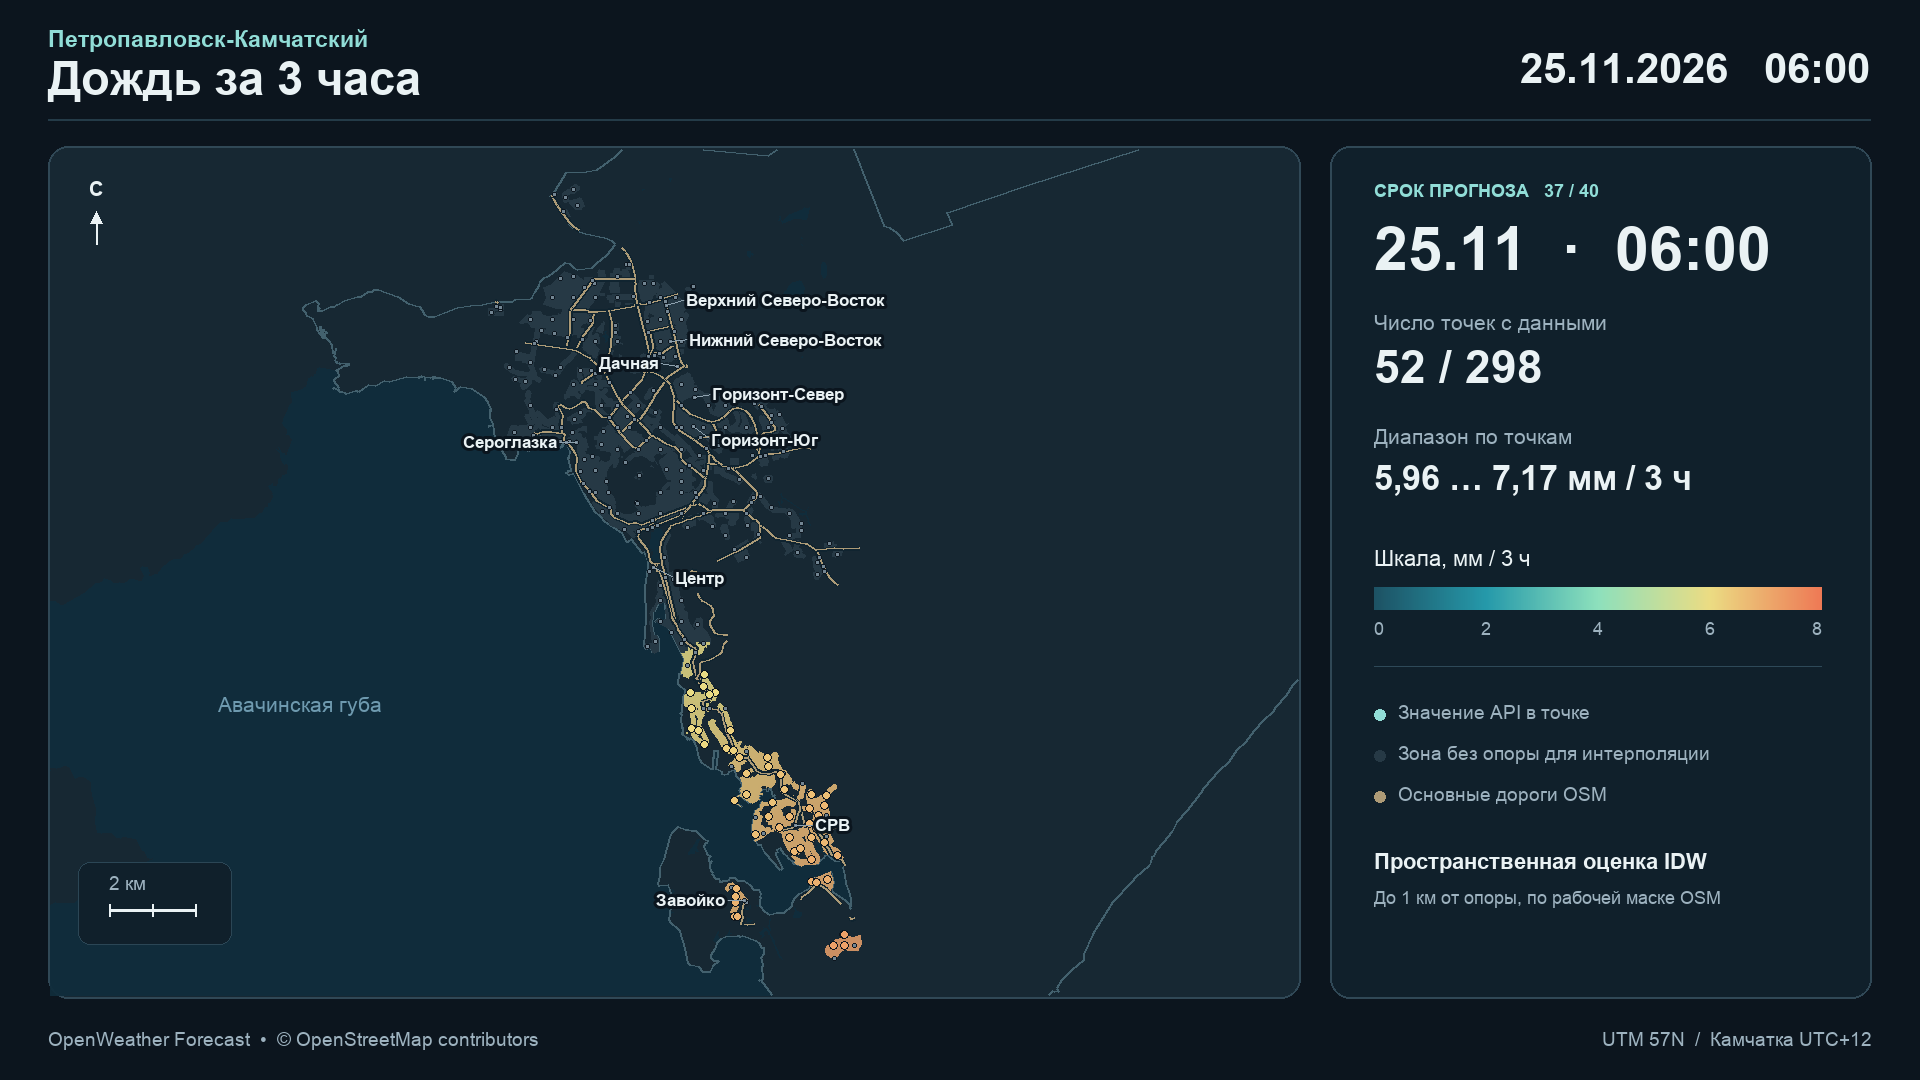 Петропавловск-Камчатский
Дождь за 3 часа
25.11.2026 06:00
С
Верхний Северо-Восток
Нижний Северо-Восток
Дачная
Горизонт-Север
Сероглазка
Горизонт-Юг
Центр
Авачинская губа
СРВ
Завойко
2 км
СРОК ПРОГНОЗА 37 / 40
25.11 · 06:00
Число точек с данными
52 / 298
Диапазон по точкам
5,96 … 7,17 мм / 3 ч
Шкала, мм / 3 ч
0 2 4 6 8
Значение API в точке
Зона без опоры для интерполяции
Основные дороги OSM
Пространственная оценка IDW
До 1 км от опоры, по рабочей маске OSM
OpenWeather Forecast • © OpenStreetMap contributors
UTM 57N / Камчатка UTC+12